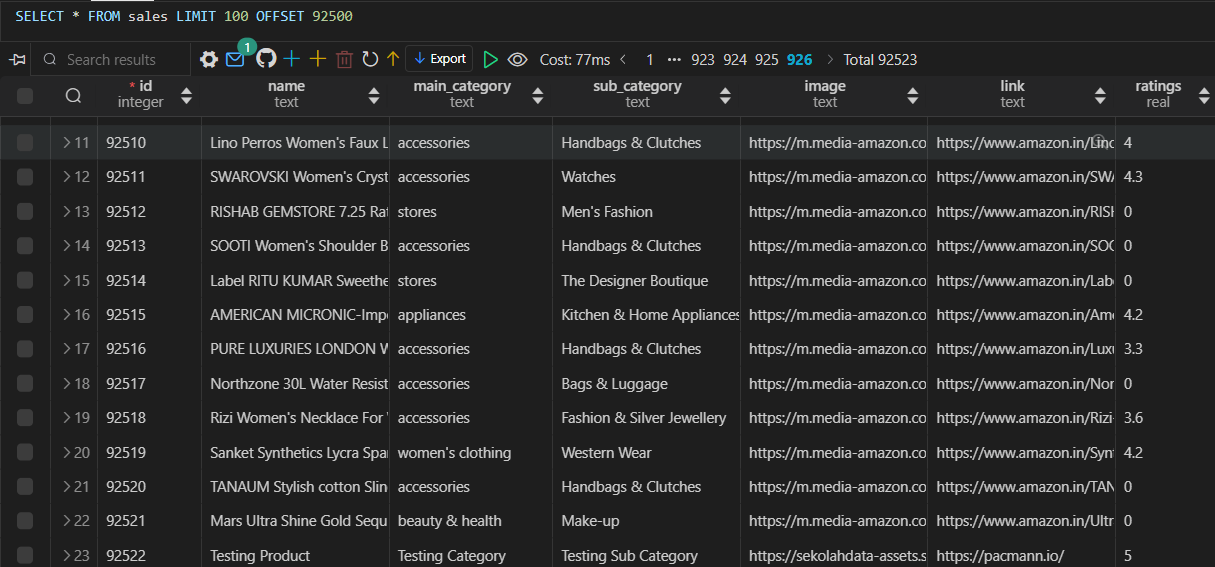 SELECT * FROM sales LIMIT 100 OFFSET 92500
Search results 1 Export Cost: 77ms 1 ··· 923 924 925 926 Total 92523
* id name main_category sub_category image link ratings
integer text text text text text real
11 92510 Lino Perros Women's Faux L accessories Handbags & Clutches https://m.media-amazon.co https://www.amazon.in/Lino 4
12 92511 SWAROVSKI Women's Cryst accessories Watches https://m.media-amazon.co https://www.amazon.in/SWA 4.3
13 92512 RISHAB GEMSTORE 7.25 Rat stores Men's Fashion https://m.media-amazon.co https://www.amazon.in/RISH 0
14 92513 SOOTI Women's Shoulder B accessories Handbags & Clutches https://m.media-amazon.co https://www.amazon.in/SOO 0
15 92514 Label RITU KUMAR Sweethe stores The Designer Boutique https://m.media-amazon.co https://www.amazon.in/Labe 0
16 92515 AMERICAN MICRONIC-Impo appliances Kitchen & Home Appliances https://m.media-amazon.co https://www.amazon.in/Ame 4.2
17 92516 PURE LUXURIES LONDON W accessories Handbags & Clutches https://m.media-amazon.co https://www.amazon.in/Luxu 3.3
18 92517 Northzone 30L Water Resist accessories Bags & Luggage https://m.media-amazon.co https://www.amazon.in/Nor 0
19 92518 Rizi Women's Necklace For accessories Fashion & Silver Jewellery https://m.media-amazon.co https://www.amazon.in/Rizi- 3.6
20 92519 Sanket Synthetics Lycra Span women's clothing Western Wear https://m.media-amazon.co https://www.amazon.in/Synt 4.2
21 92520 TANAUM Stylish cotton Slin accessories Handbags & Clutches https://m.media-amazon.co https://www.amazon.in/TAN 0
22 92521 Mars Ultra Shine Gold Sequ beauty & health Make-up https://m.media-amazon.co https://www.amazon.in/Ultr 0
23 92522 Testing Product Testing Category Testing Sub Category https://sekolahdata-assets.s https://pacmann.io/ 5